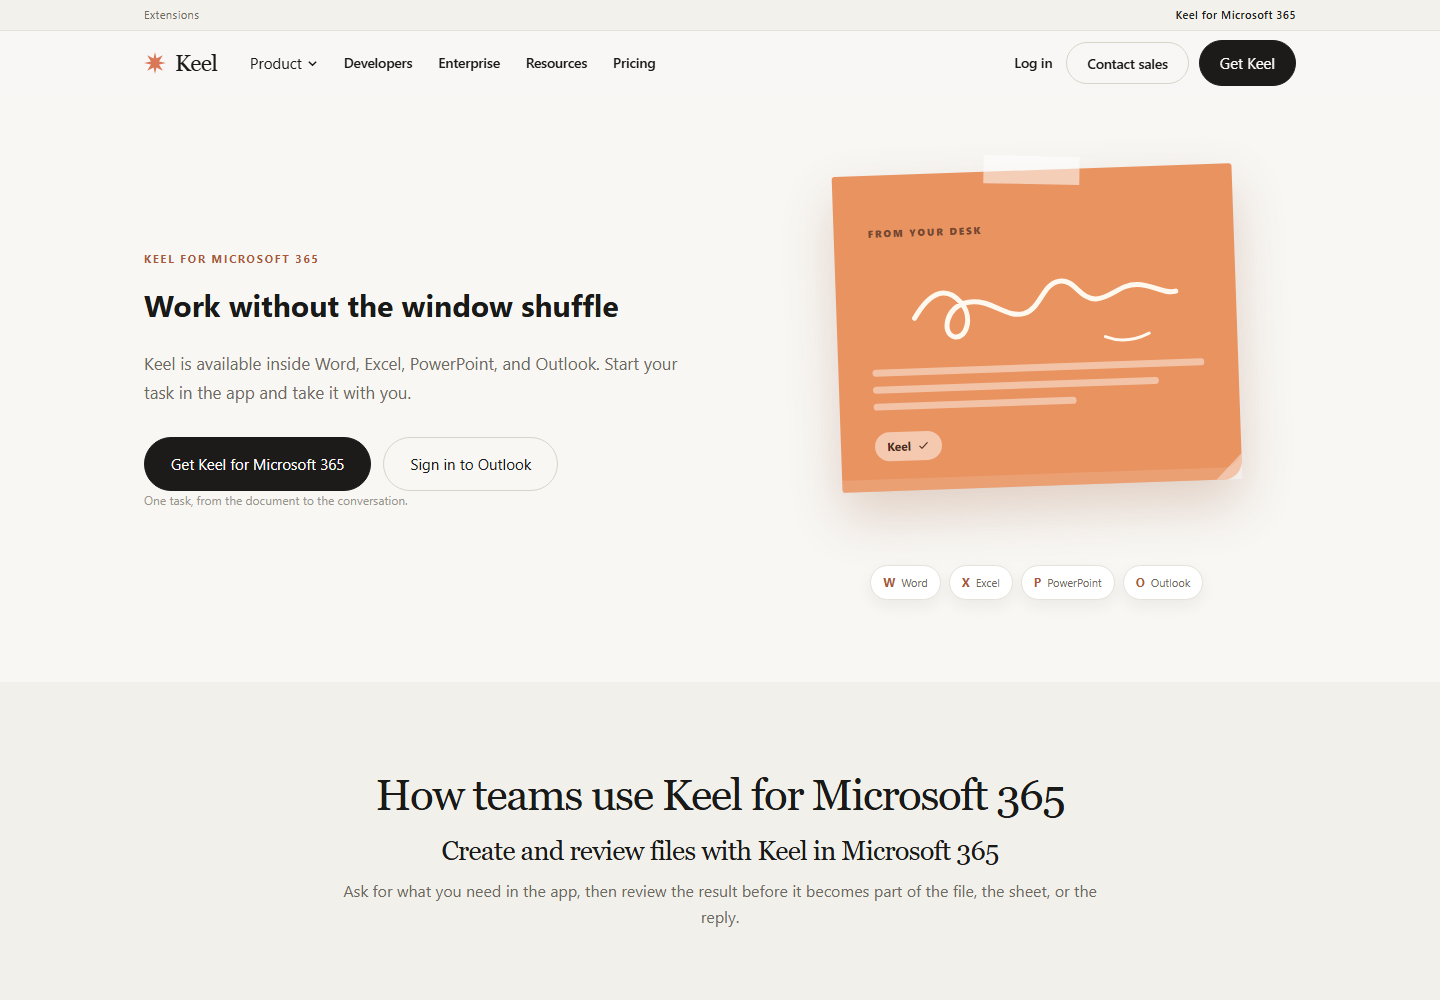 Extensions
Keel for Microsoft 365
Keel
Product
Developers
Enterprise
Resources
Pricing
Log in
Contact sales
Get Keel
KEEL FOR MICROSOFT 365
Work without the window shuffle
Keel is available inside Word, Excel, PowerPoint, and Outlook. Start your
task in the app and take it with you.
Get Keel for Microsoft 365
Sign in to Outlook
One task, from the document to the conversation.
FROM YOUR DESK
Keel
W Word
X Excel
P PowerPoint
O Outlook
How teams use Keel for Microsoft 365
Create and review files with Keel in Microsoft 365
Ask for what you need in the app, then review the result before it becomes part of the file, the sheet, or the
reply.